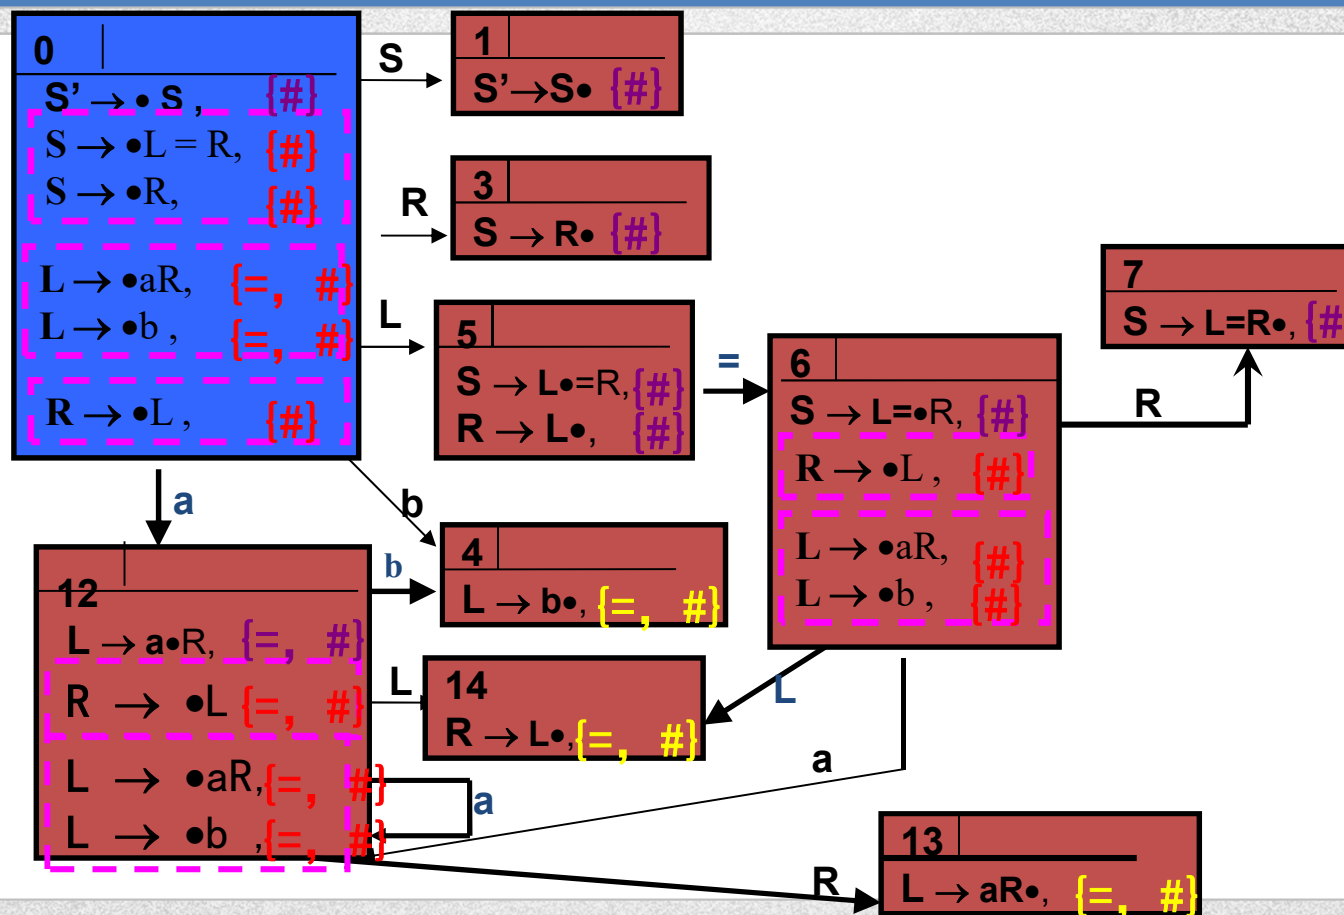 0
S' → • S , {#}
S → •L = R, {#}
S → •R, {#}
L → •aR, {=, #}
L → •b , {=, #}
R → •L , {#}
S
1
S' →S• {#}
R
3
S → R• {#}
L
5
S → L•=R, {#}
R → L•, {#}
=
6
S → L=•R, {#}
R → •L , {#}
L → •aR, {#}
L → •b , {#}
R
7
S → L=R•, {#
a
b
12
L → a•R, {=, #}
R → •L {=, #}
L → •aR, {=, #}
L → •b , {=, #}
b
4
L → b•, {=, #}
L
14
R → L•, {=, #}
L
a
a
R
13
L → aR•, {=, #}